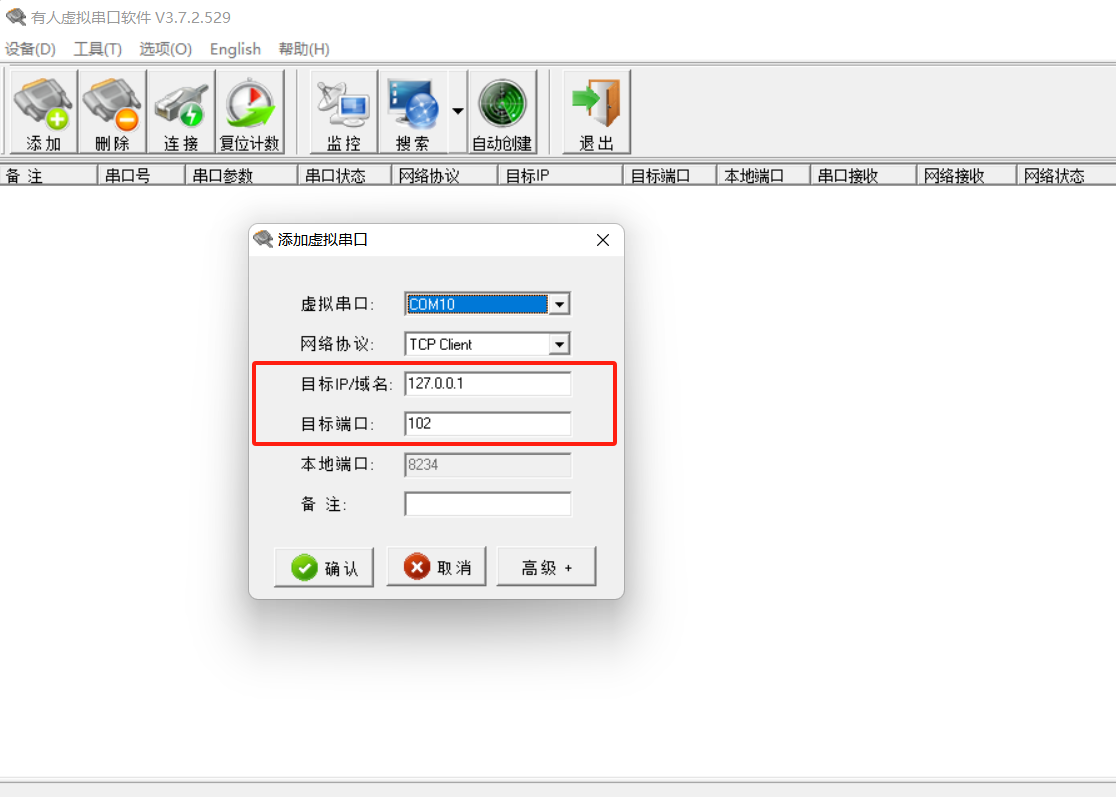 有人虚拟串口软件 V3.7.2.529
设备(D) 工具(T) 选项(O) English 帮助(H)
添加 删除 连接 复位计数 监控 搜索 自动创建 退出
备 注 串口号 串口参数 串口状态 网络协议 目标IP 目标端口 本地端口 串口接收 网络接收 网络状态
添加虚拟串口
虚拟串口: COM10
网络协议: TCP Client
目标IP/域名: 127.0.0.1
目标端口: 102
本地端口: 8234
备 注:
确认 取消 高级 +